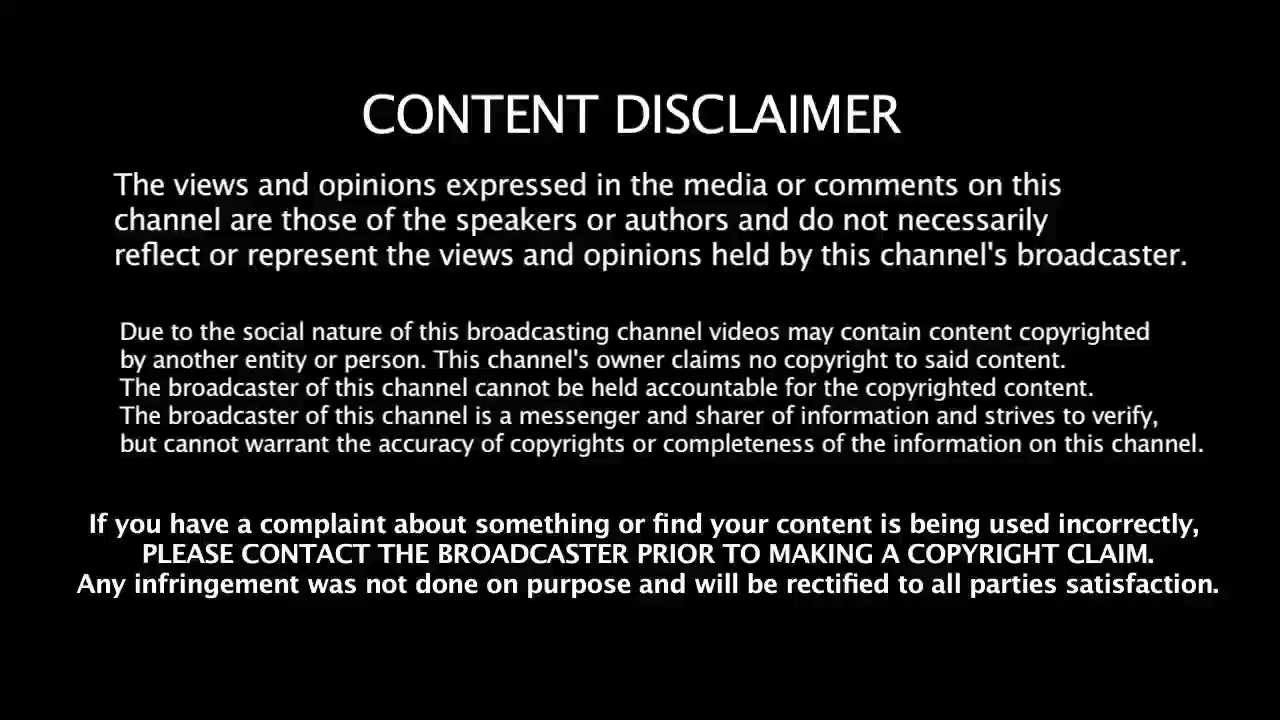 CONTENT DISCLAIMER
The views and opinions expressed in the media or comments on this
channel are those of the speakers or authors and do not necessarily
reflect or represent the views and opinions held by this channel's broadcaster.
Due to the social nature of this broadcasting channel videos may contain content copyrighted
by another entity or person. This channel's owner claims no copyright to said content.
The broadcaster of this channel cannot be held accountable for the copyrighted content.
The broadcaster of this channel is a messenger and sharer of information and strives to verify,
but cannot warrant the accuracy of copyrights or completeness of the information on this channel.
If you have a complaint about something or find your content is being used incorrectly,
PLEASE CONTACT THE BROADCASTER PRIOR TO MAKING A COPYRIGHT CLAIM.
Any infringement was not done on purpose and will be rectified to all parties satisfaction.